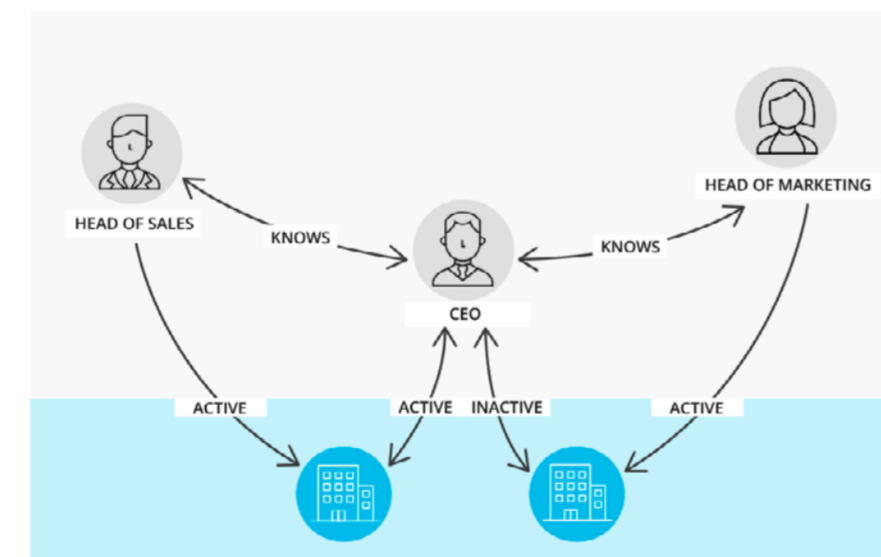 HEAD OF MARKETING
HEAD OF SALES
KNOWS
KNOWS
CEO
ACTIVE
ACTIVE
INACTIVE
ACTIVE